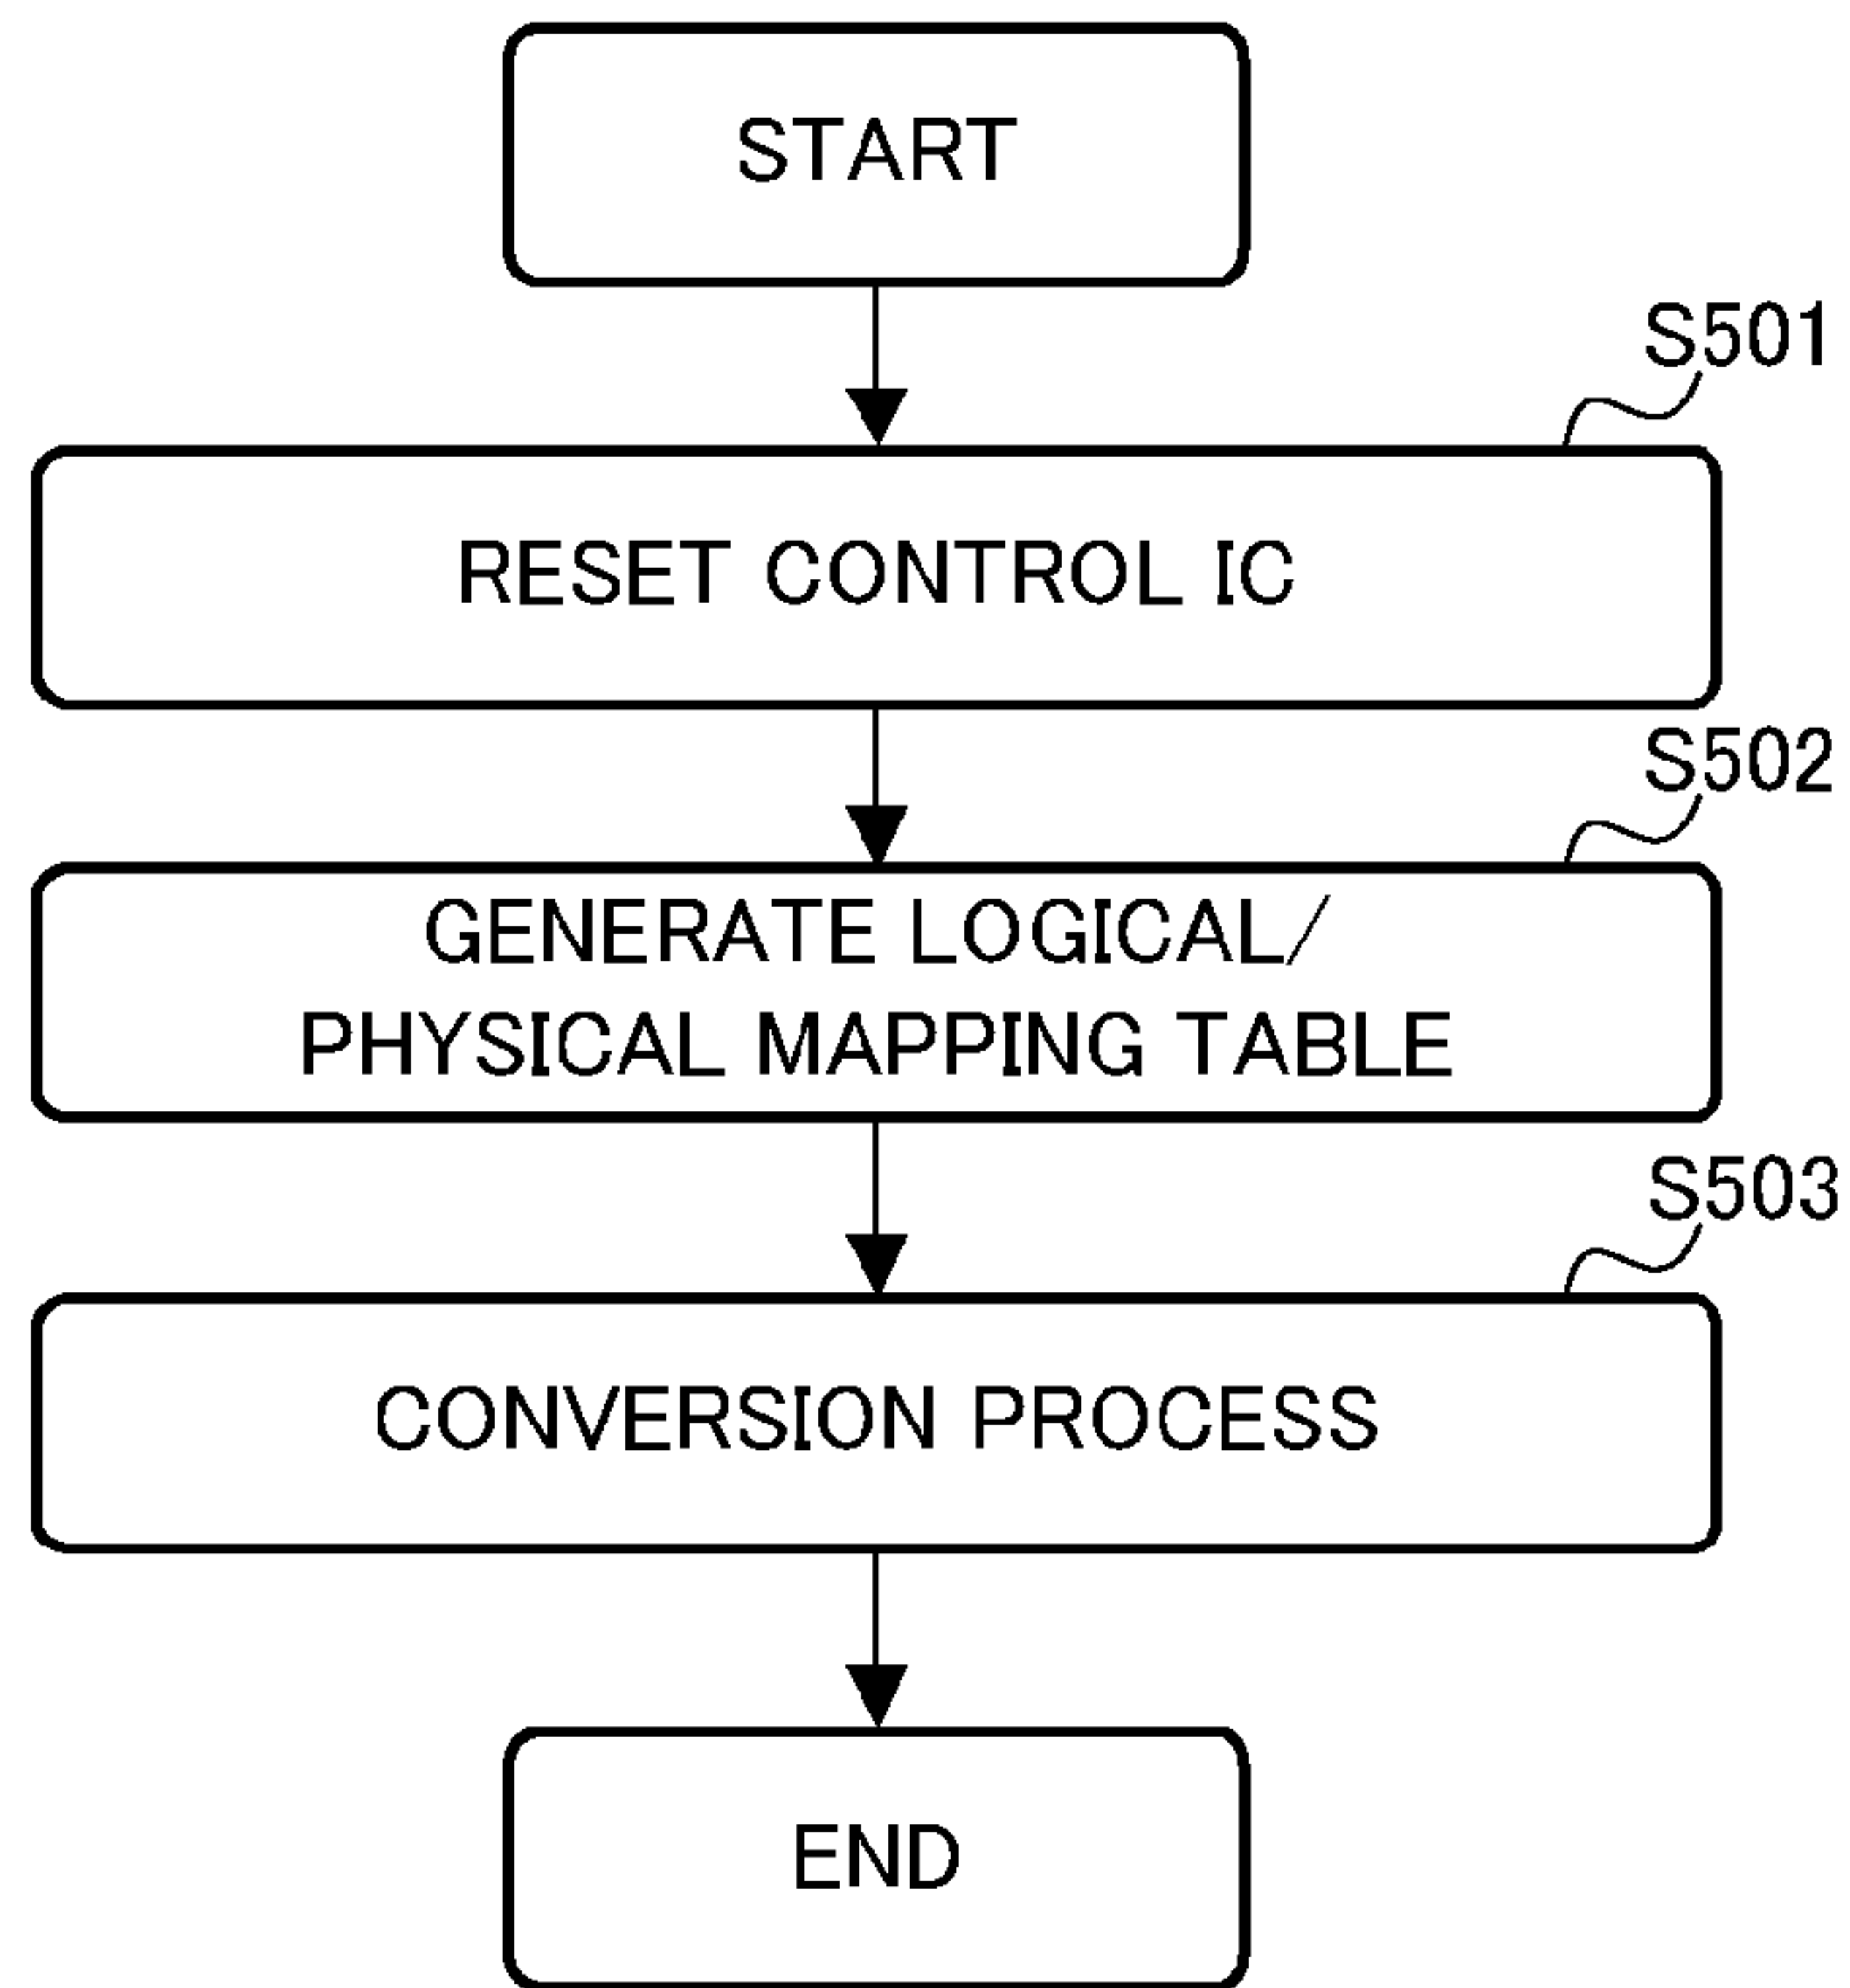 START
S501
RESET CONTROL IC
S502
GENERATE LOGICAL/
PHYSICAL MAPPING TABLE
S503
CONVERSION PROCESS
END